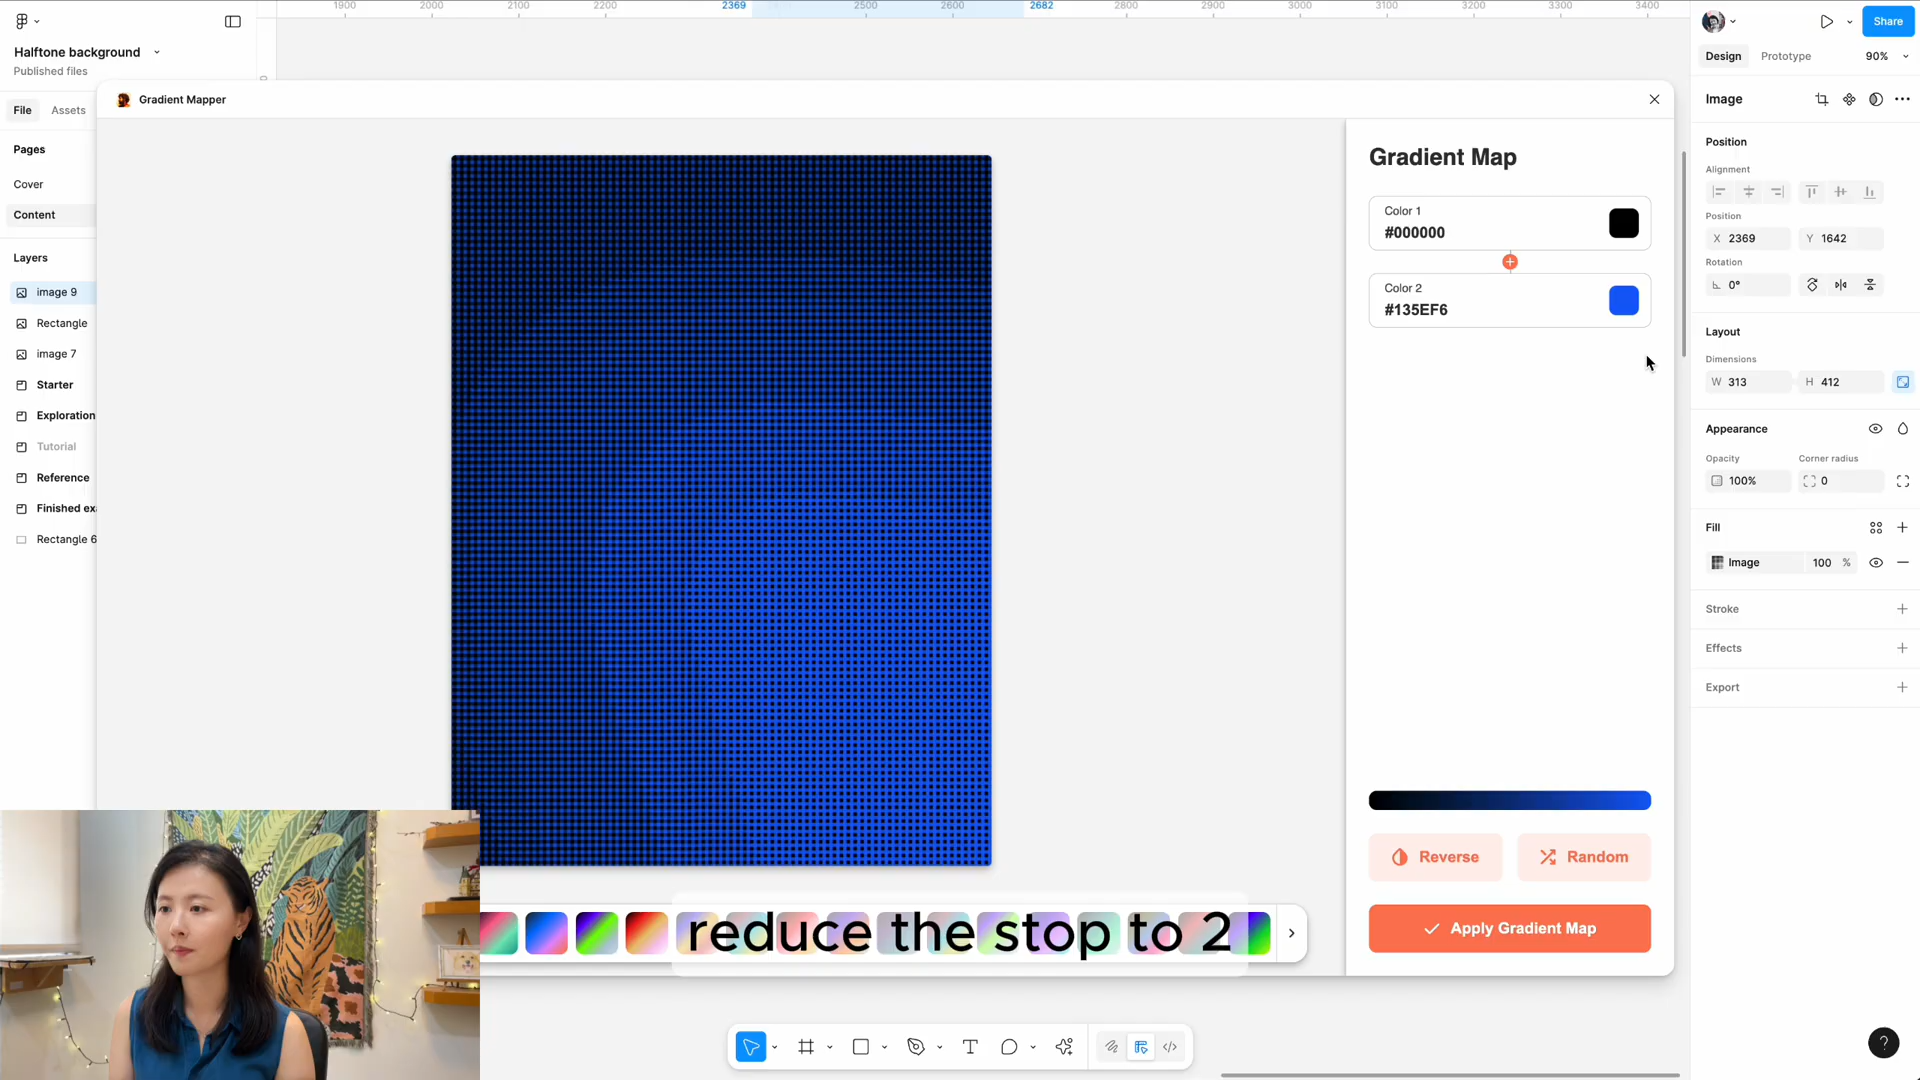 1900 2000 2100 2200 2369 2500 2600 2682 2800 2900 3000 3100 3200 3300 3400
Halftone background
Published files
File Assets
Pages
Cover
Content
Layers
image 9
Rectangle
image 7
Starter
Exploration
Tutorial
Reference
Finished exa
Rectangle 6
Gradient Mapper
Gradient Map
Color 1
#000000
Color 2
#135EF6
Reverse
Random
Apply Gradient Map
reduce the stop to 2
Share
Design Prototype 90%
Image
Position
Alignment
Position
X 2369 Y 1642
Rotation
0°
Layout
Dimensions
W 313 H 412
Appearance
Opacity Corner radius
100% 0
Fill
Image 100 %
Stroke
Effects
Export
?